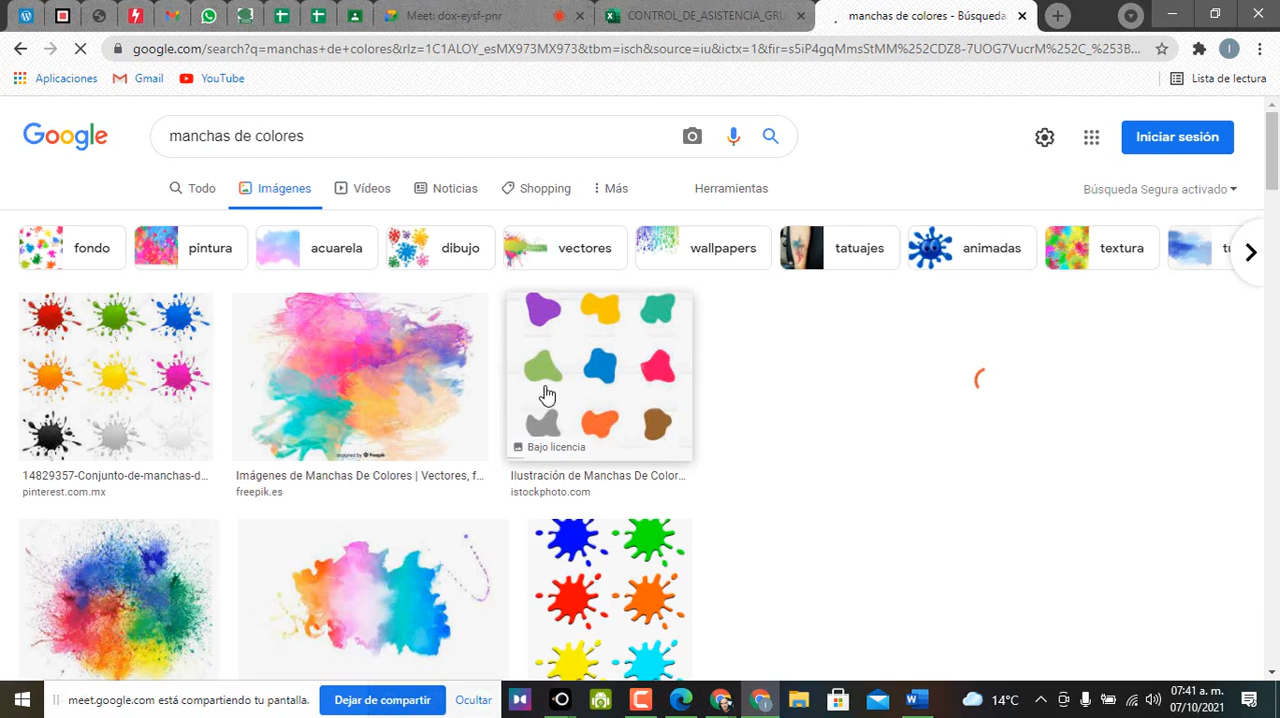 Meet: dox-eysf-pnr
CONTROL_DE_ASISTENCIA_GRU
manchas de colores - Búsqueda
google.com/search?q=manchas+de+colores&rlz=1C1ALOY_esMX973MX973&tbm=isch&source=iu&ictx=1&fir=s5iP4gqMmsStMM%252CDZ8-7UOG7VucrM%252C_%253B...
I
Aplicaciones
Gmail
YouTube
Lista de lectura
Google
manchas de colores
Iniciar sesión
Todo
Imágenes
Vídeos
Noticias
Shopping
Más
Herramientas
Búsqueda Segura activado
fondo
pintura
acuarela
dibujo
vectores
wallpapers
tatuajes
animadas
textura
Bajo licencia
designed by freepik
14829357-Conjunto-de-manchas-d...
Imágenes de Manchas De Colores | Vectores, f...
Ilustración de Manchas De Color...
pinterest.com.mx
freepik.es
istockphoto.com
meet.google.com está compartiendo tu pantalla.
Dejar de compartir
Ocultar
14°C
07:41 a. m.
07/10/2021